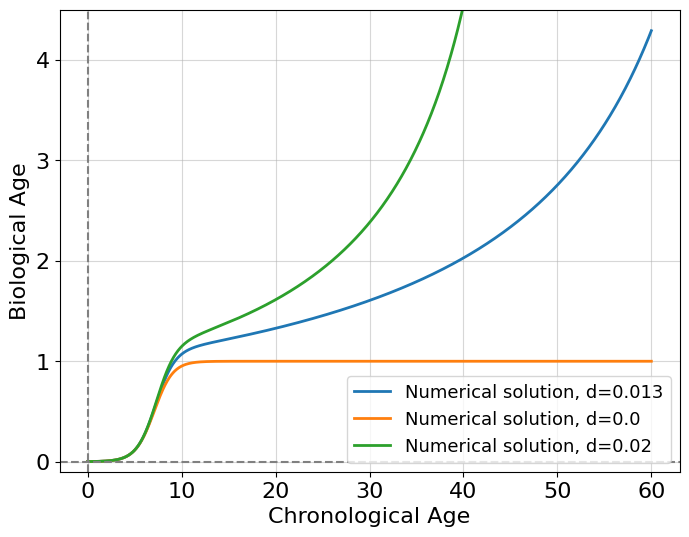 4
3
2
1
0
Biological Age
Numerical solution, d=0.013
Numerical solution, d=0.0
Numerical solution, d=0.02
0 10 20 30 40 50 60
Chronological Age